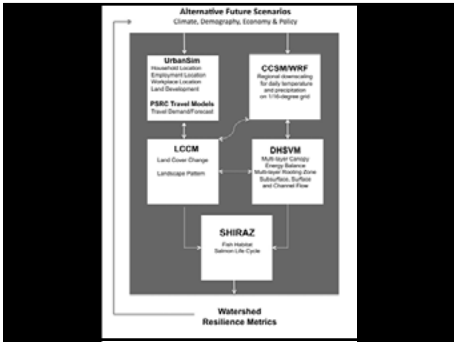 Alternative Future Scenarios
Climate, Demography, Economy & Policy
UrbanSim
Household Location
Employment Location
Workplace Location
Land Development
PSRC Travel Models
Travel Demand/Forecast
CCSM/WRF
Regional downscaling
for daily temperature
and precipitation
on 1/16-degree grid
LCCM
Land Cover Change
Landscape Pattern
DHSVM
Multi-layer Canopy
Energy Balance
Multi-layer Rooting Zone
Subsurface, Surface
and Channel Flow
SHIRAZ
Fish Habitat
Salmon Life Cycle
Watershed
Resilience Metrics